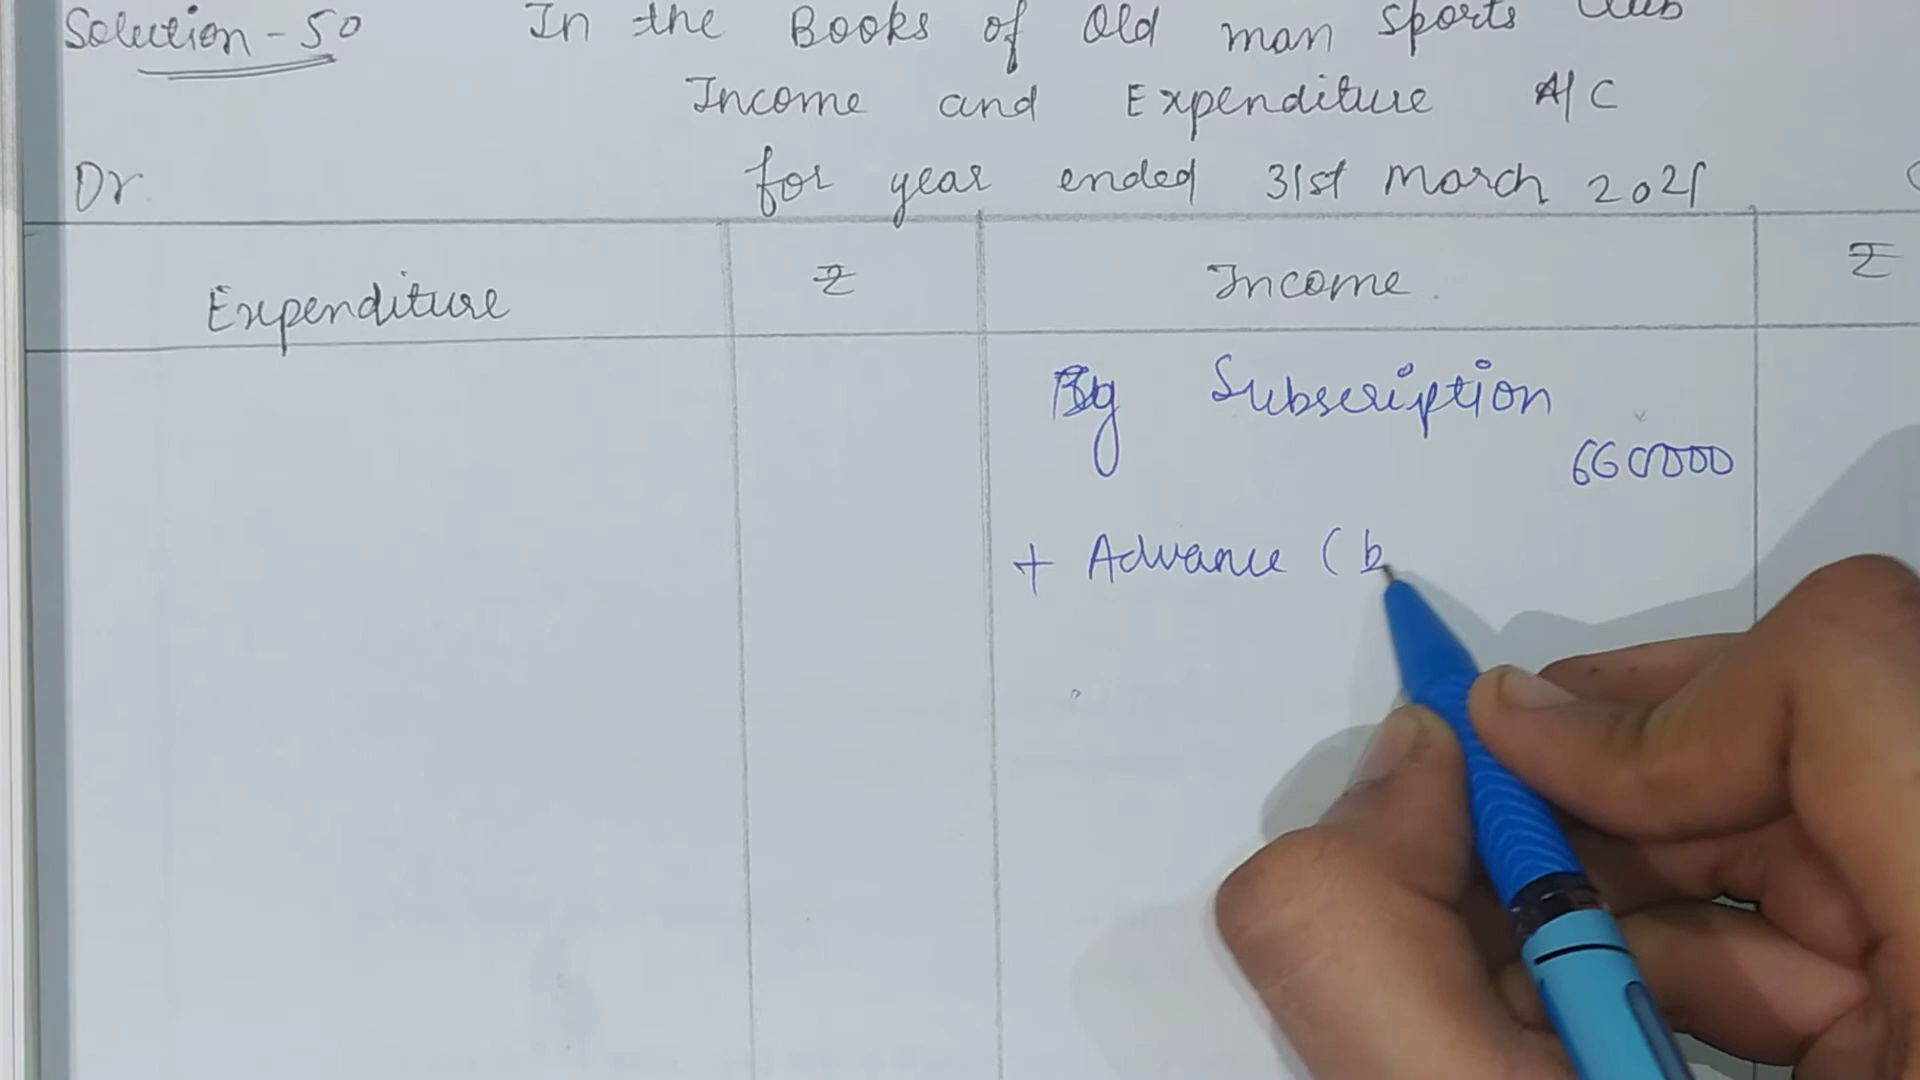 Solution - 50 In the Books of Old man Sports Club
Income and Expenditure A/C
Dr. for year ended 31st March 2021
Expenditure ₹ Income. ₹
By Subscription
660000
+ Advance ( b